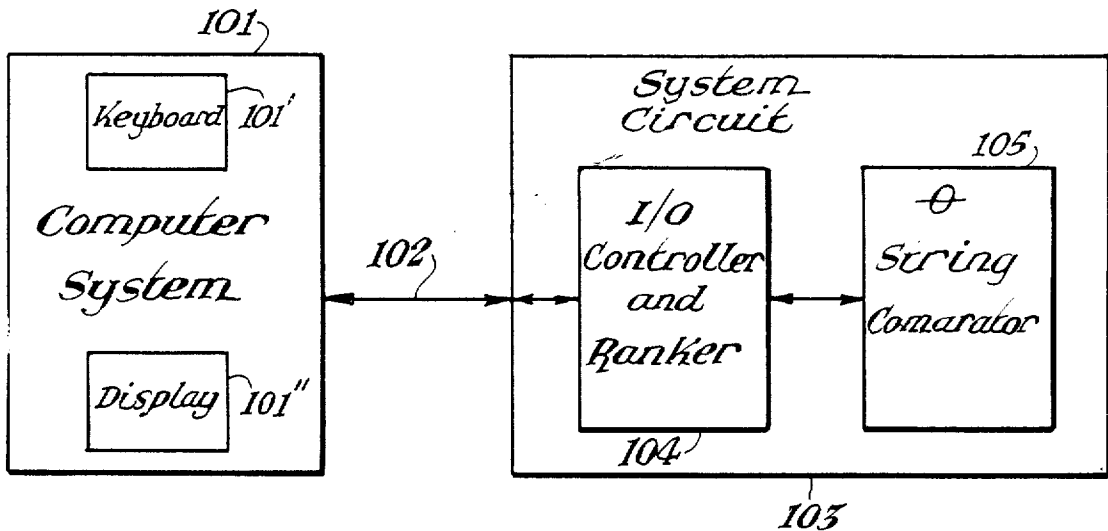 101
Keyboard
101'
Computer
System
Display
101"
102
System
Circuit
I/O
Controller
and
Ranker
104
105
θ
String
Comarator
103